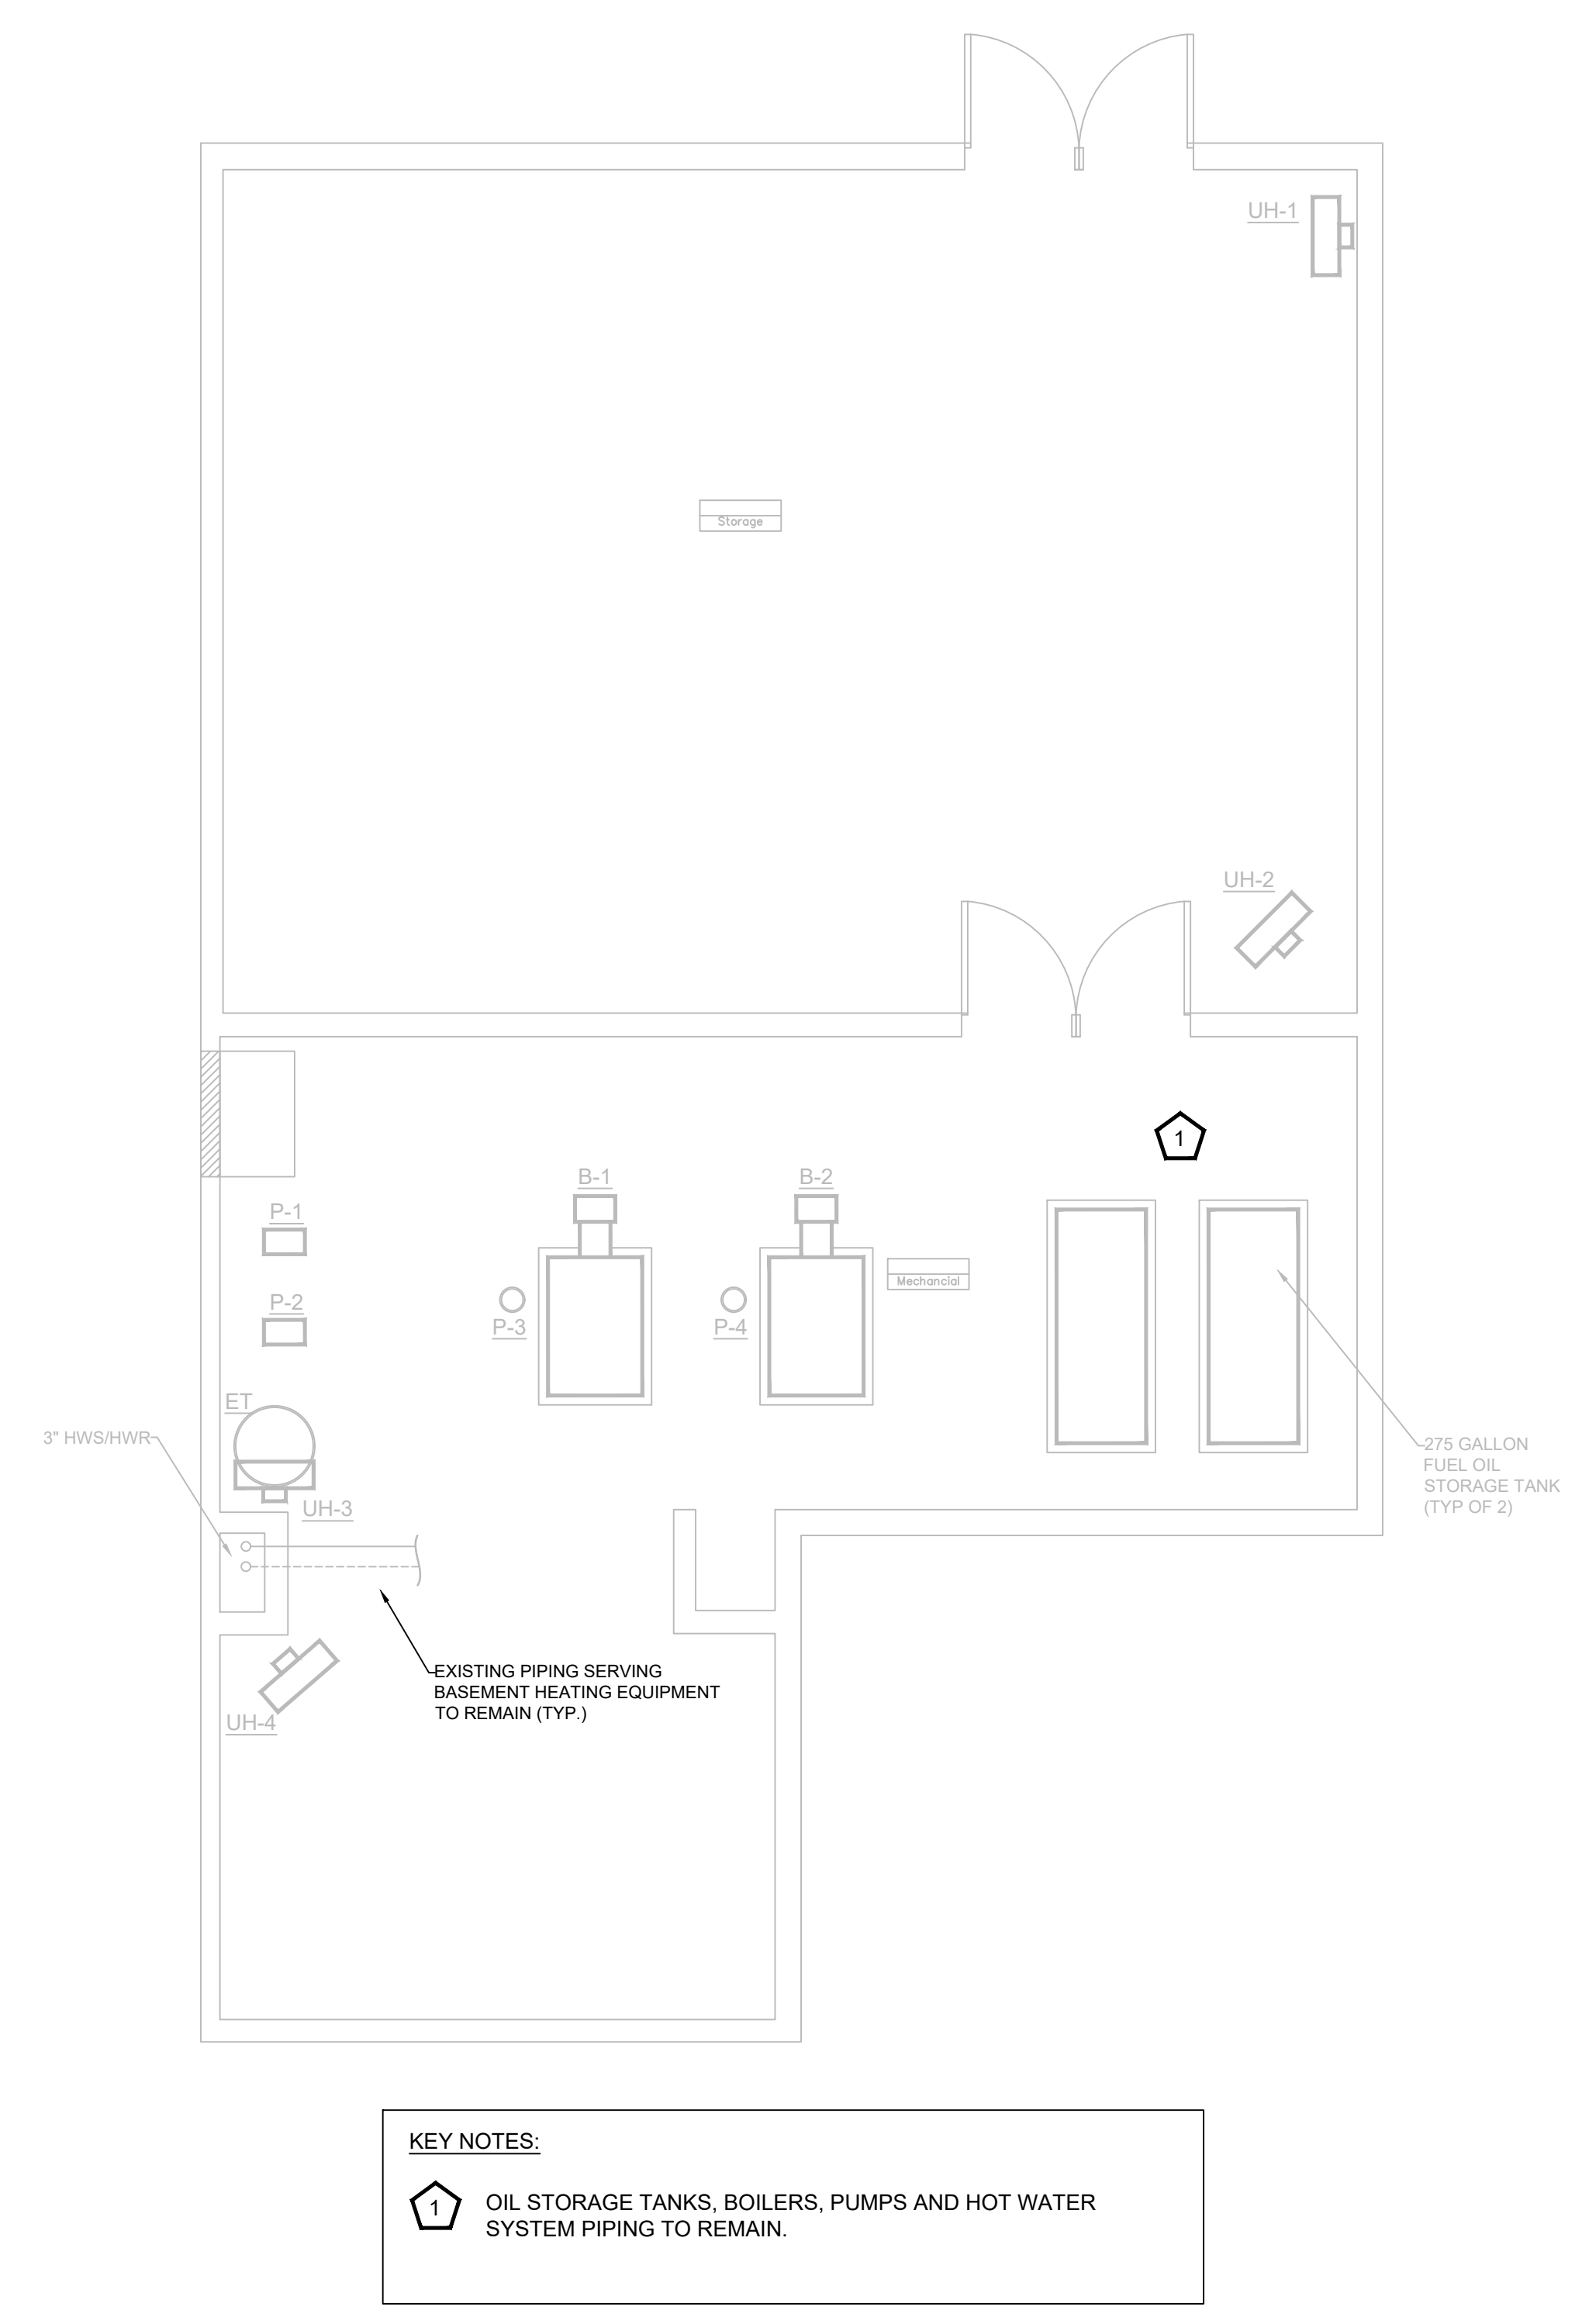 UH-1
Storage
UH-2
1
B-1
B-2
P-1
Mechancial
P-2
P-3
P-4
ET
3" HWS/HWR
275 GALLON
FUEL OIL
STORAGE TANK
(TYP OF 2)
UH-3
EXISTING PIPING SERVING
BASEMENT HEATING EQUIPMENT
TO REMAIN (TYP.)
UH-4
KEY NOTES:
1 OIL STORAGE TANKS, BOILERS, PUMPS AND HOT WATER
SYSTEM PIPING TO REMAIN.